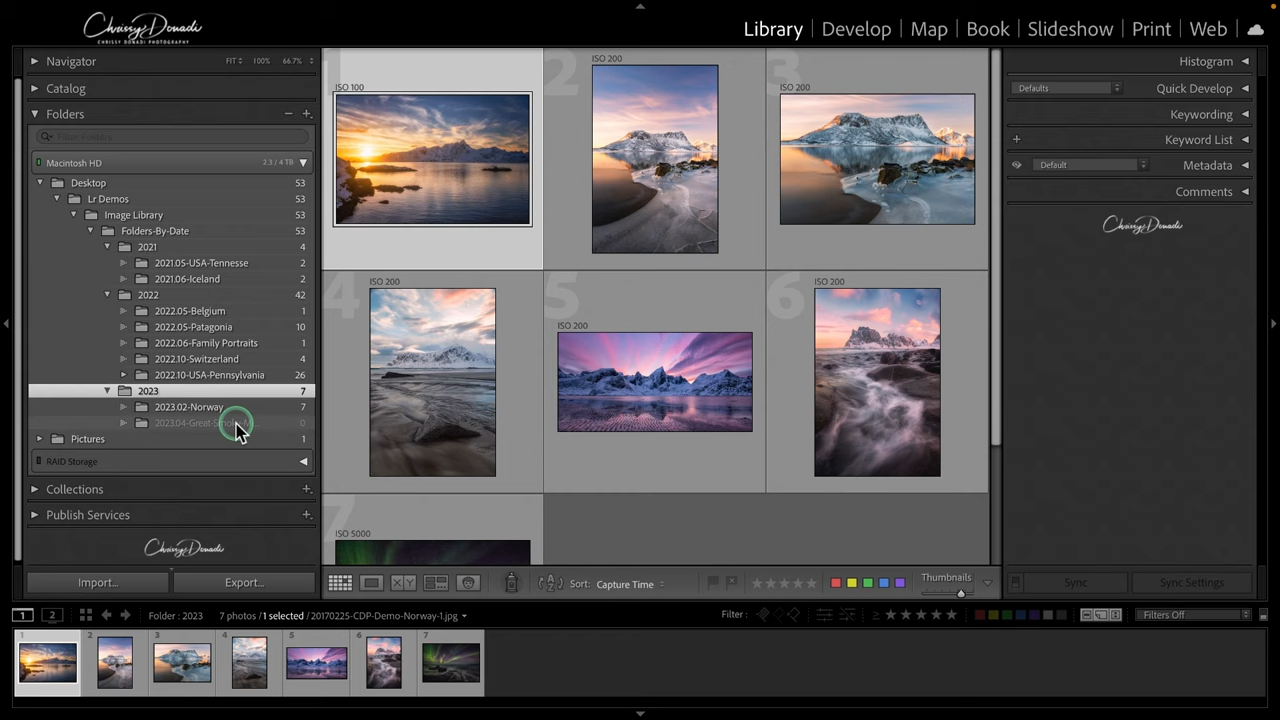 Chrissy Donadi
CHRISSY DONADI PHOTOGRAPHY
Library | Develop | Map | Book | Slideshow | Print | Web
Navigator FIT 100% 66.7%
Catalog
Folders
Filter Folders
Macintosh HD 2.3 / 4 TB
Desktop 53
Lr Demos 53
Image Library 53
Folders-By-Date 53
2021 4
2021.05-USA-Tennesse 2
2021.06-Iceland 2
2022 42
2022.05-Belgium 1
2022.05-Patagonia 10
2022.06-Family Portraits 1
2022.10-Switzerland 4
2022.10-USA-Pennsylvania 26
2023 7
2023.02-Norway 7
2023.04-Great-Smoky-M... 0
Pictures 1
RAID Storage
Collections
Publish Services
Chrissy Donadi
Import...
Export...
1
ISO 100
2
ISO 200
3
ISO 200
4
ISO 200
5
ISO 200
6
ISO 200
7
ISO 5000
Histogram
Defaults
Quick Develop
Keywording
Keyword List
Default
Metadata
Comments
Chrissy Donadi
Sort: Capture Time
Thumbnails
Sync
Sync Settings
1 2
Folder : 2023
7 photos / 1 selected / 20170225-CDP-Demo-Norway-1.jpg
Filter :
Filters Off
1 2 3 4 5 6 7